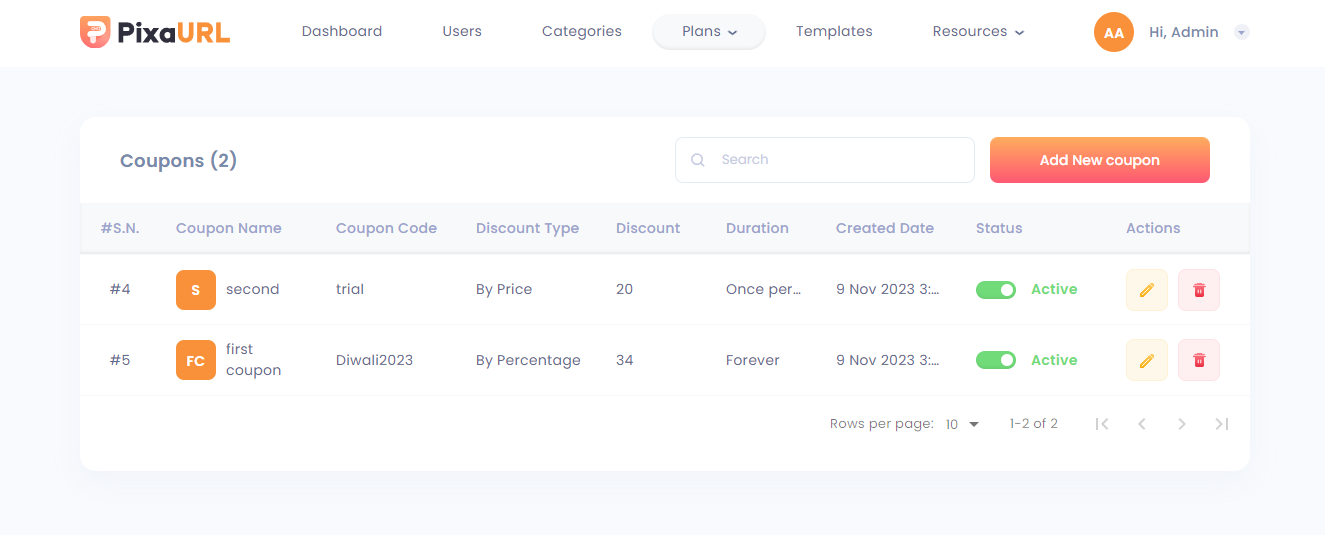 PixaURL Dashboard Users Categories Plans Templates Resources AA Hi, Admin
Coupons (2) Search Add New coupon
#S.N. Coupon Name Coupon Code Discount Type Discount Duration Created Date Status Actions
#4 S second trial By Price 20 Once per... 9 Nov 2023 3:... Active
#5 FC first coupon Diwali2023 By Percentage 34 Forever 9 Nov 2023 3:... Active
Rows per page: 10 1-2 of 2